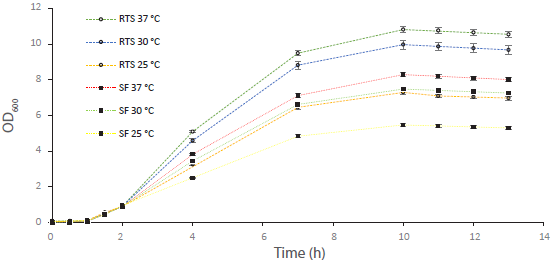 12
10
8
6
4
2
0
OD600
RTS 37 °C
RTS 30 °C
RTS 25 °C
SF 37 °C
SF 30 °C
SF 25 °C
0 2 4 6 8 10 12 14
Time (h)